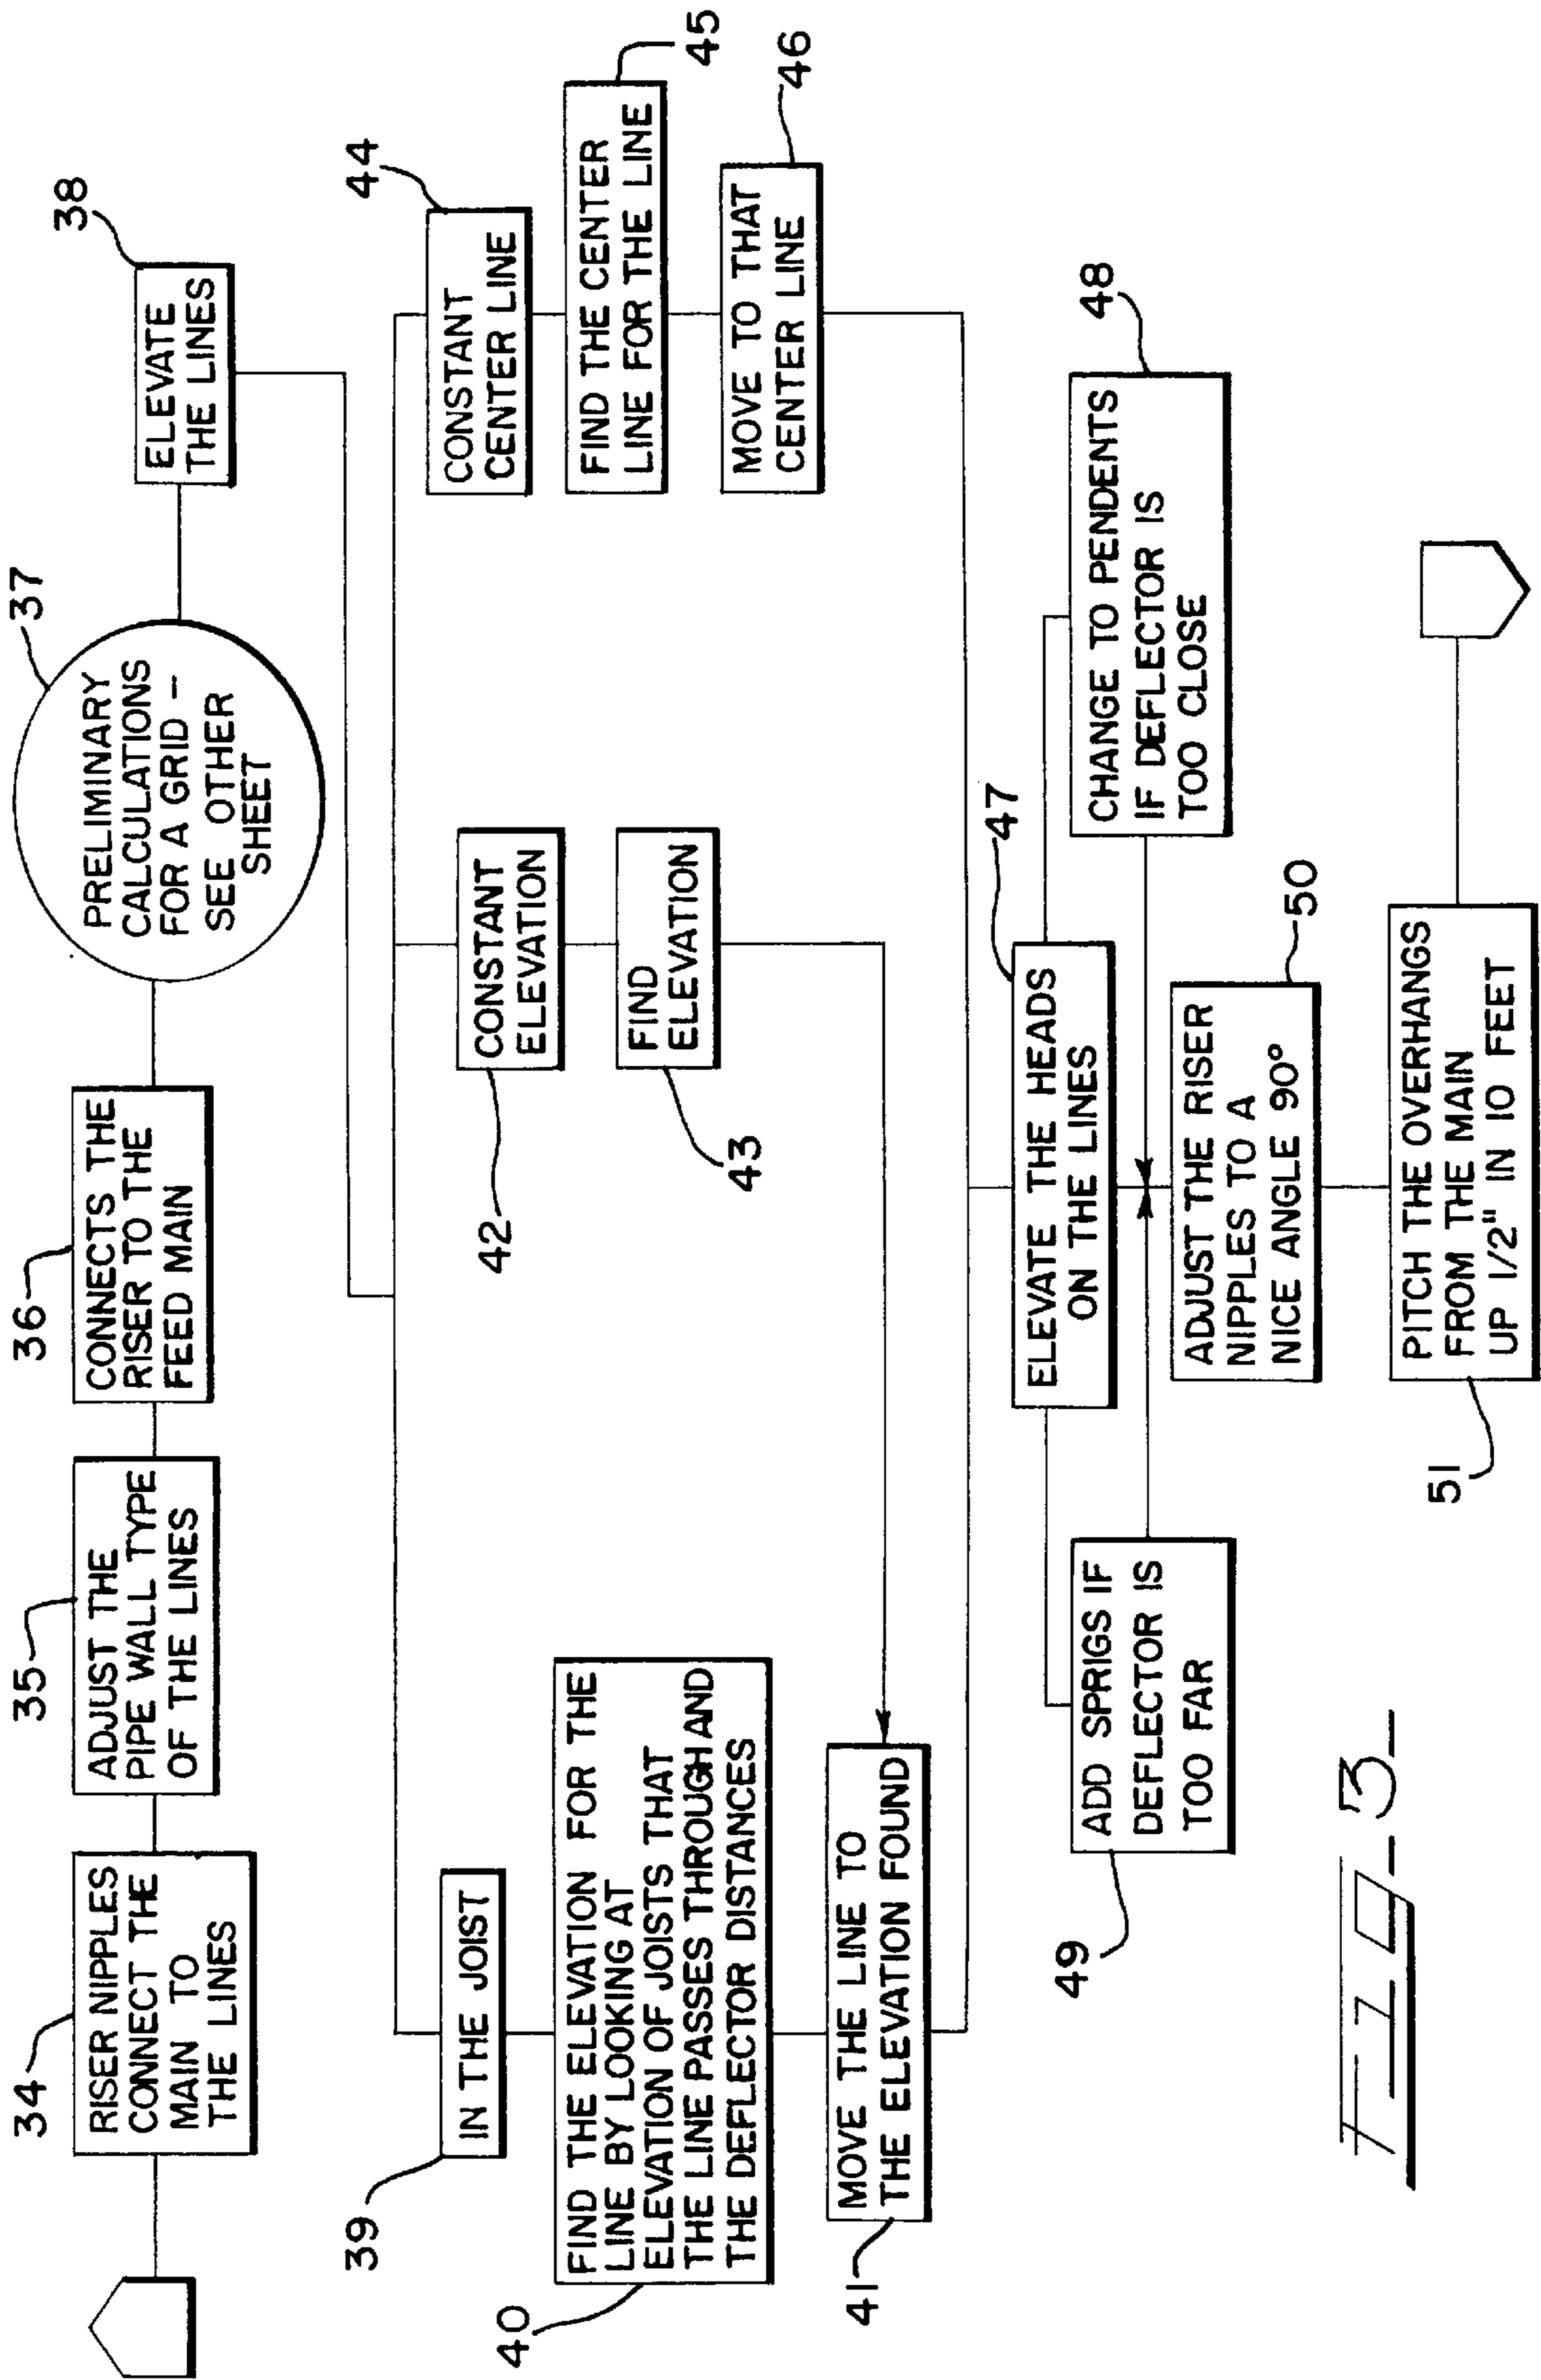 34
RISER NIPPLES
CONNECT THE
MAIN TO
THE LINES
35
ADJUST THE
PIPE WALL TYPE
OF THE LINES
36
CONNECTS THE
RISER TO THE
FEED MAIN
37
PRELIMINARY
CALCULATIONS
FOR A GRID –
SEE OTHER
SHEET
38
ELEVATE
THE LINES
39
IN THE JOIST
40
FIND THE ELEVATION FOR THE
LINE BY LOOKING AT
ELEVATION OF JOISTS THAT
THE LINE PASSES THROUGH AND
THE DEFLECTOR DISTANCES
41
MOVE THE LINE TO
THE ELEVATION FOUND
42
CONSTANT
ELEVATION
43
FIND
ELEVATION
44
CONSTANT
CENTER LINE
45
FIND THE CENTER
LINE FOR THE LINE
46
MOVE TO THAT
CENTER LINE
47
ELEVATE THE HEADS
ON THE LINES
48
CHANGE TO PENDENTS
IF DEFLECTOR IS
TOO CLOSE
49
ADD SPRIGS IF
DEFLECTOR IS
TOO FAR
50
ADJUST THE RISER
NIPPLES TO A
NICE ANGLE 90°
51
PITCH THE OVERHANGS
FROM THE MAIN
UP 1/2" IN 10 FEET
FIG-3-